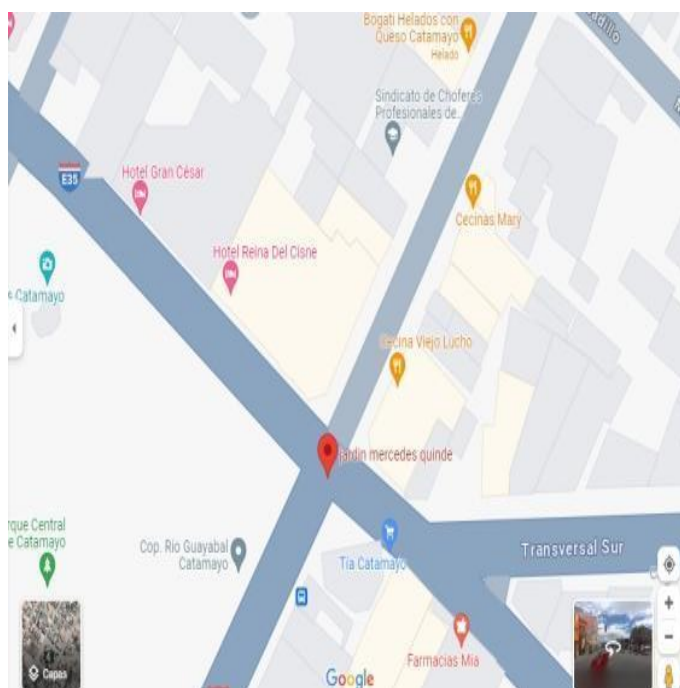 Bogati Helados con
Queso Catamayo
Helado
Sindicato de Choferes
Profesionales de...
Hotel Gran César
E35
Cecinas Mary
Hotel Reina Del Cisne
Catamayo
Cecina Viejo Lucho
jardin mercedes quinde
Central
Catamayo
Cop. Rio Guayabal
Catamayo
Tía Catamayo
Transversal Sur
Farmacias Mia
Capas
Google